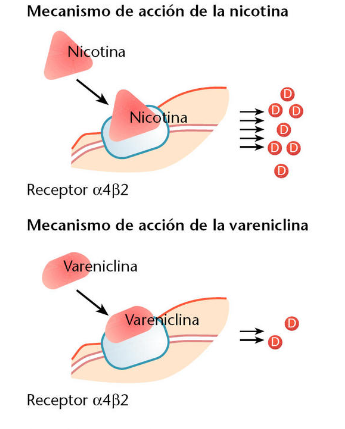 Mecanismo de acción de la nicotina
Nicotina
Nicotina
D
D D
D
D D
D
Receptor α4β2
Mecanismo de acción de la vareniclina
Vareniclina
Vareniclina
D
D
Receptor α4β2